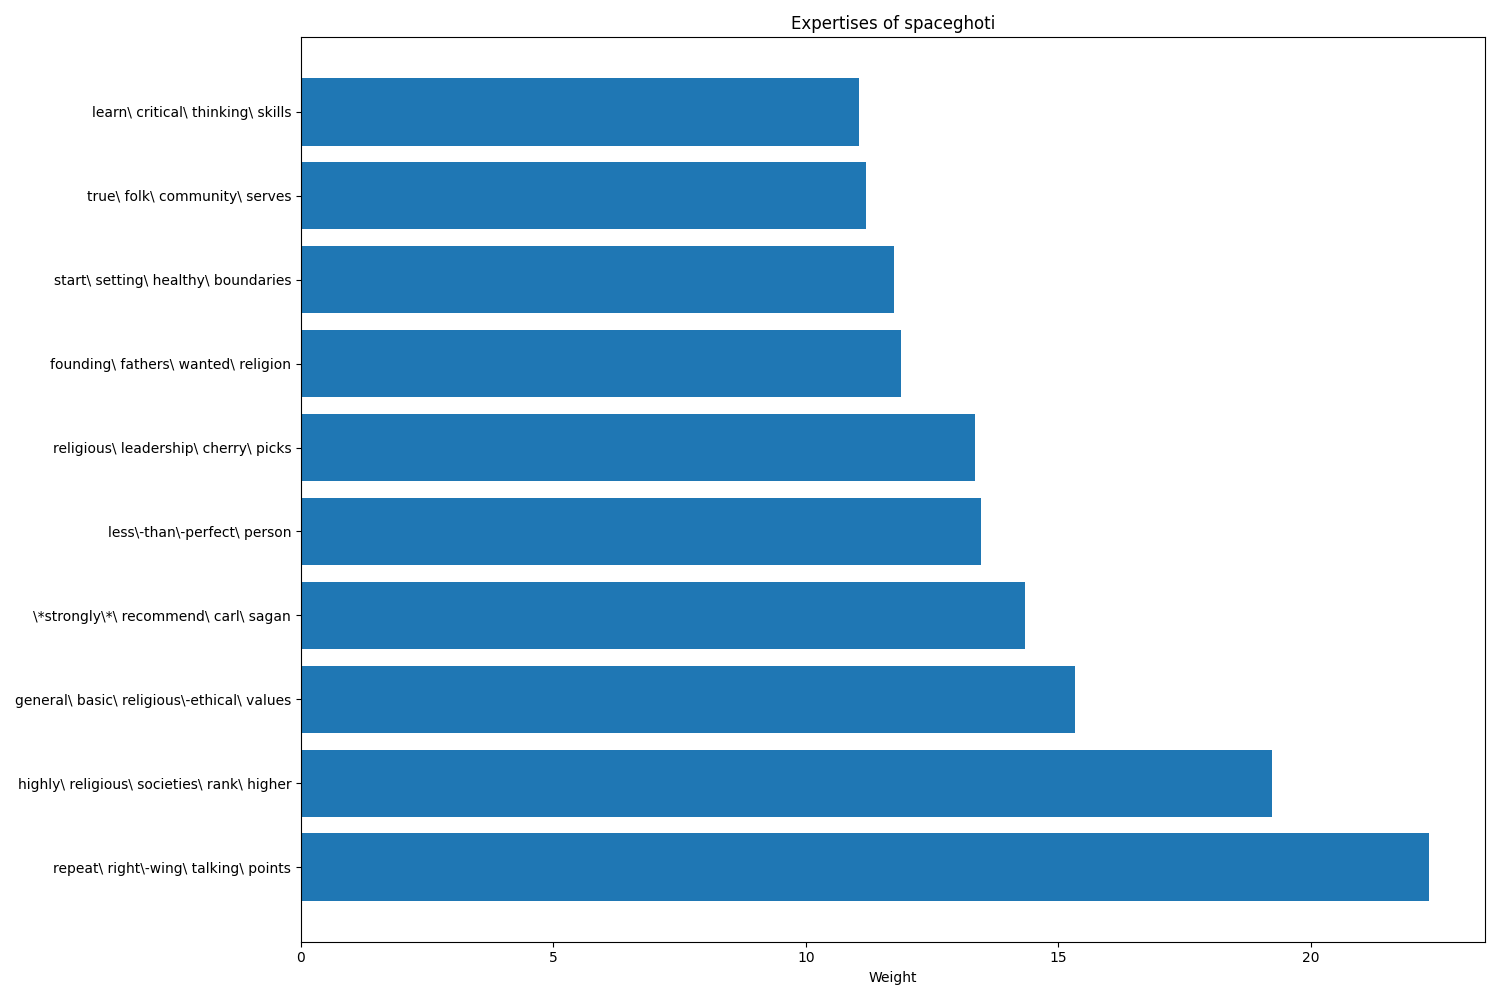 Expertises of spaceghoti
learn\ critical\ thinking\ skills
true\ folk\ community\ serves
start\ setting\ healthy\ boundaries
founding\ fathers\ wanted\ religion
religious\ leadership\ cherry\ picks
less\-than\-perfect\ person
\*strongly\*\ recommend\ carl\ sagan
general\ basic\ religious\-ethical\ values
highly\ religious\ societies\ rank\ higher
repeat\ right\-wing\ talking\ points
0 5 10 15 20
Weight